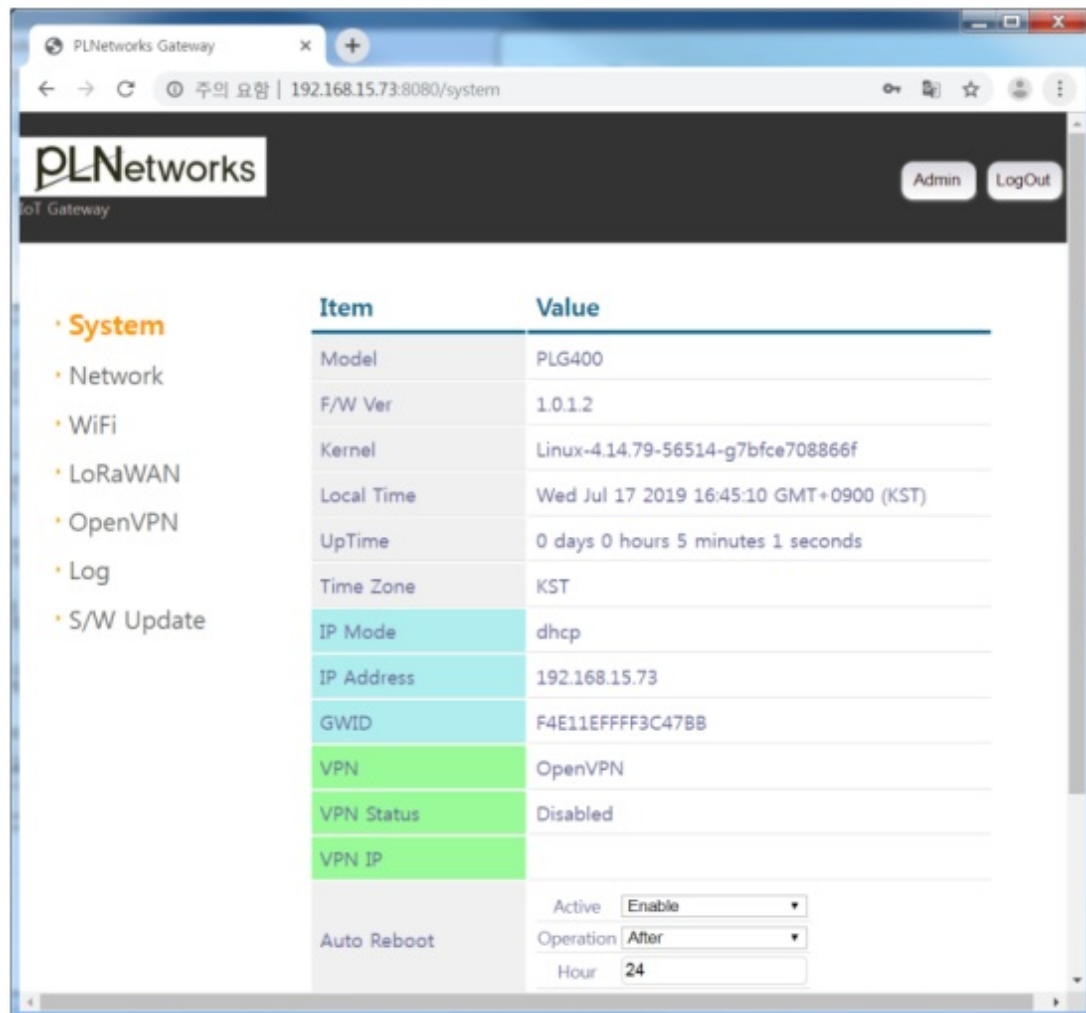 PLNetworks Gateway
주의 요함 | 192.168.15.73:8080/system
PLNetworks
IoT Gateway
Admin
LogOut
System
Network
WiFi
LoRaWAN
OpenVPN
Log
S/W Update
Item Value
Model PLG400
F/W Ver 1.0.1.2
Kernel Linux-4.14.79-56514-g7bfce708866f
Local Time Wed Jul 17 2019 16:45:10 GMT+0900 (KST)
UpTime 0 days 0 hours 5 minutes 1 seconds
Time Zone KST
IP Mode dhcp
IP Address 192.168.15.73
GWID F4E11EFFFF3C47BB
VPN OpenVPN
VPN Status Disabled
VPN IP
Auto Reboot
Active Enable
Operation After
Hour 24